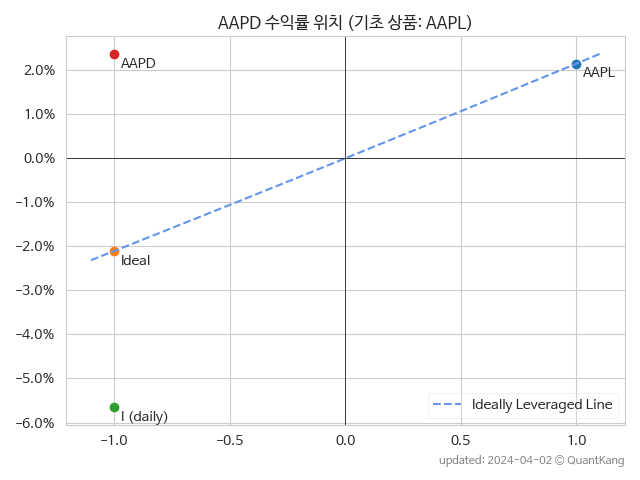 AAPD 수익률 위치 (기초 상품: AAPL)
2.0%
1.0%
0.0%
-1.0%
-2.0%
-3.0%
-4.0%
-5.0%
-6.0%
AAPD
AAPL
Ideal
I (daily)
Ideally Leveraged Line
-1.0 -0.5 0.0 0.5 1.0
updated: 2024-04-02 © QuantKang